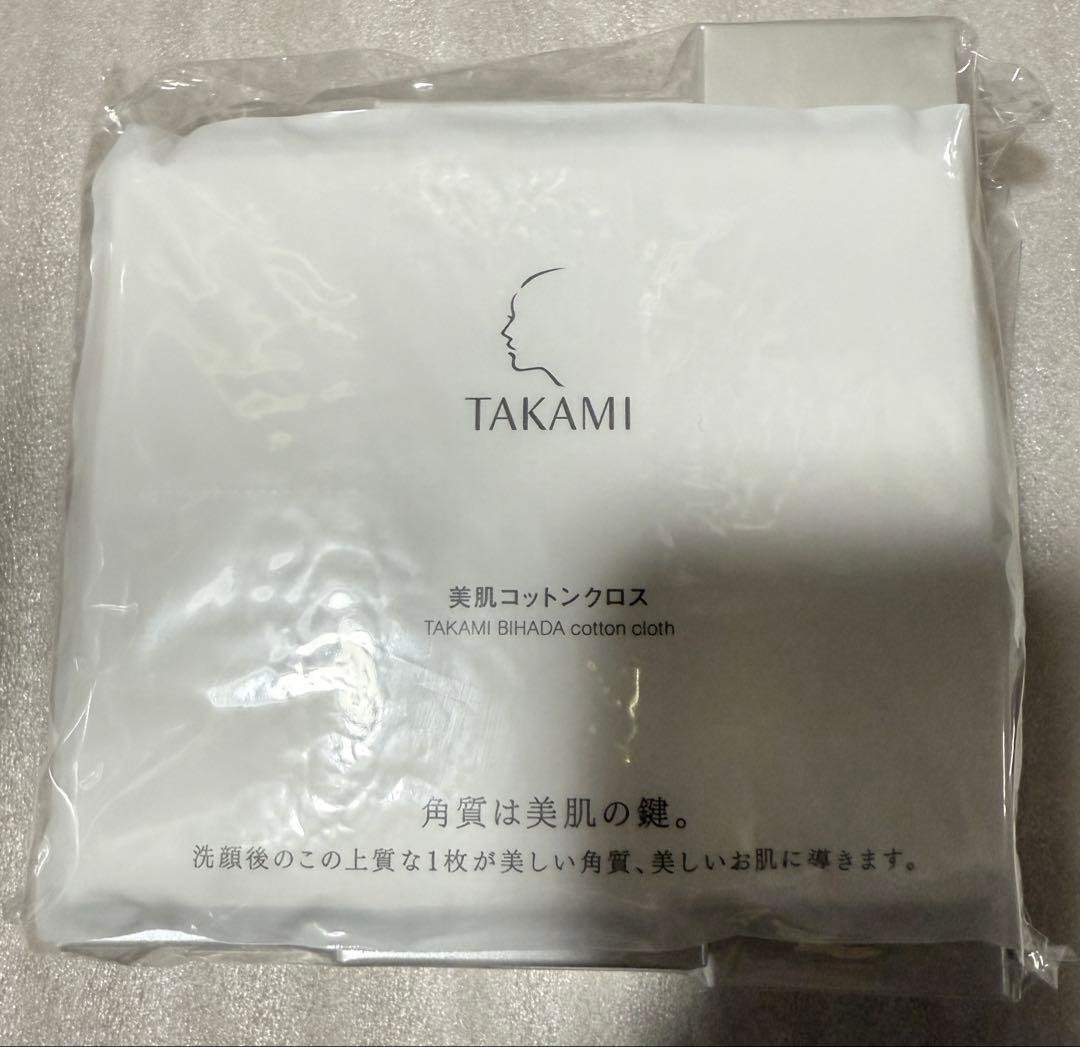 TAKAMI
美肌コットンクロス
TAKAMI BIHADA cotton cloth
角質は美肌の鍵。
洗顔後のこの上質な1枚が美しい角質、美しいお肌に導きます。